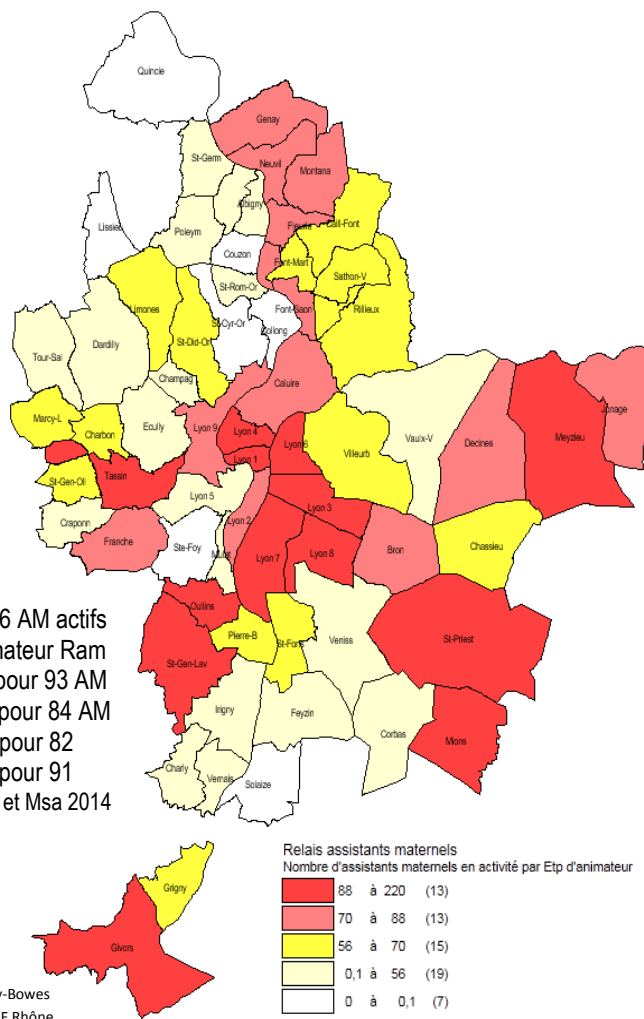 Quincie
Genay
St-Germ
Neuvil
Montana
Albigny
Lissieu
Poleym
Fleurie
Cail-Font
Couzon
Font-Mart
Sathon-V
St-Rom-Or
Limones
Font-Saon
Rillieux
St-Cyr-Or
Collong
St-Did-Or
Dardilly
Tour-Sal
Champag
Caluire
Marcy-L
Charbon
Ecully
Lyon 9
Lyon 4
Lyon 6
Villeurb
Vaulx-V
Decines
Meyzieu
Jonage
Lyon 1
Tassin
St-Gen-Oll
Lyon 5
Lyon 3
Craponn
Franche
Ste-Foy
Lyon 2
Lyon 7
Lyon 8
Bron
Chassieu
Oullins
6 AM actifs
Pierre-B
St-Fons
Veniss
St-Priest
nateur Ram
St-Gen-Lav
pour 93 AM
pour 84 AM
Irigny
Feyzin
Corbas
Mions
pour 82
pour 91
Charly
Vernais
Solaize
et Msa 2014
Grigny
Givors
Relais assistants maternels
Nombre d'assistants maternels en activité par Etp d'animateur
88 à 220 (13)
70 à 88 (13)
56 à 70 (15)
0,1 à 56 (19)
0 à 0,1 (7)
y-Bowes
F Rhône